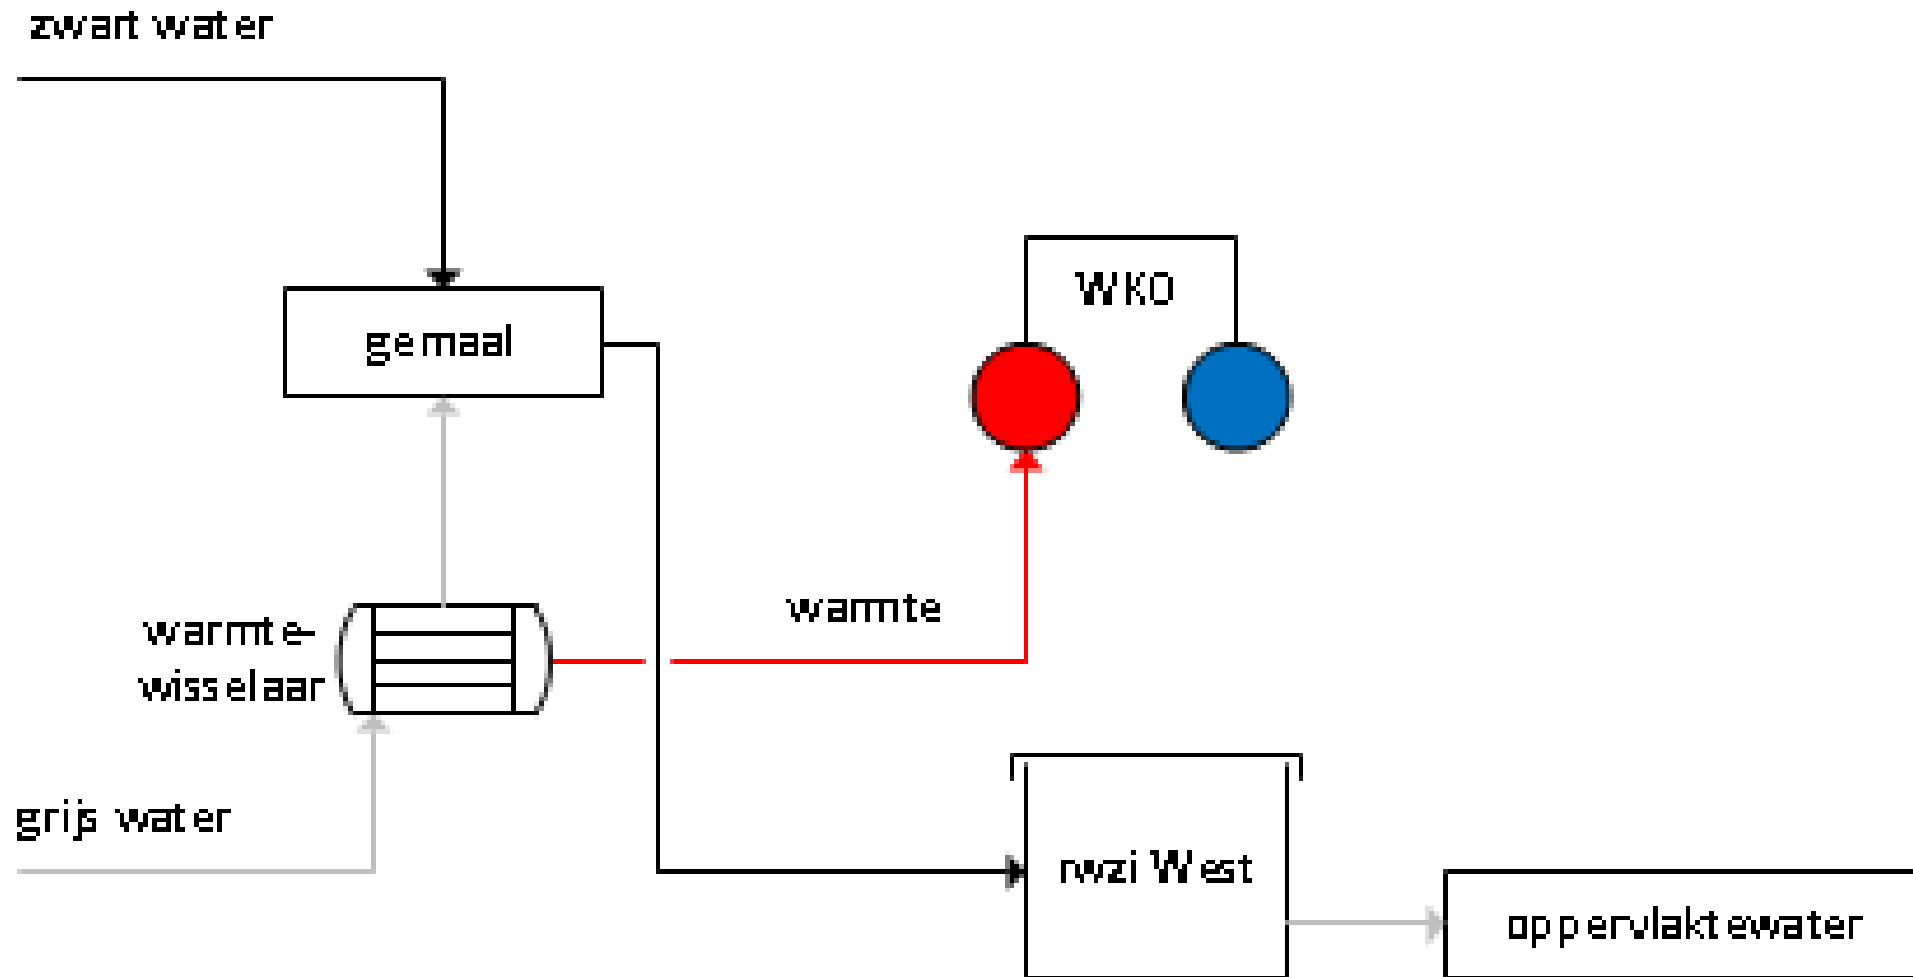 zwart water
WKO
gemaal
warmte
warmte-
wisselaar
grijs water
rwzi West
oppervlaktewater